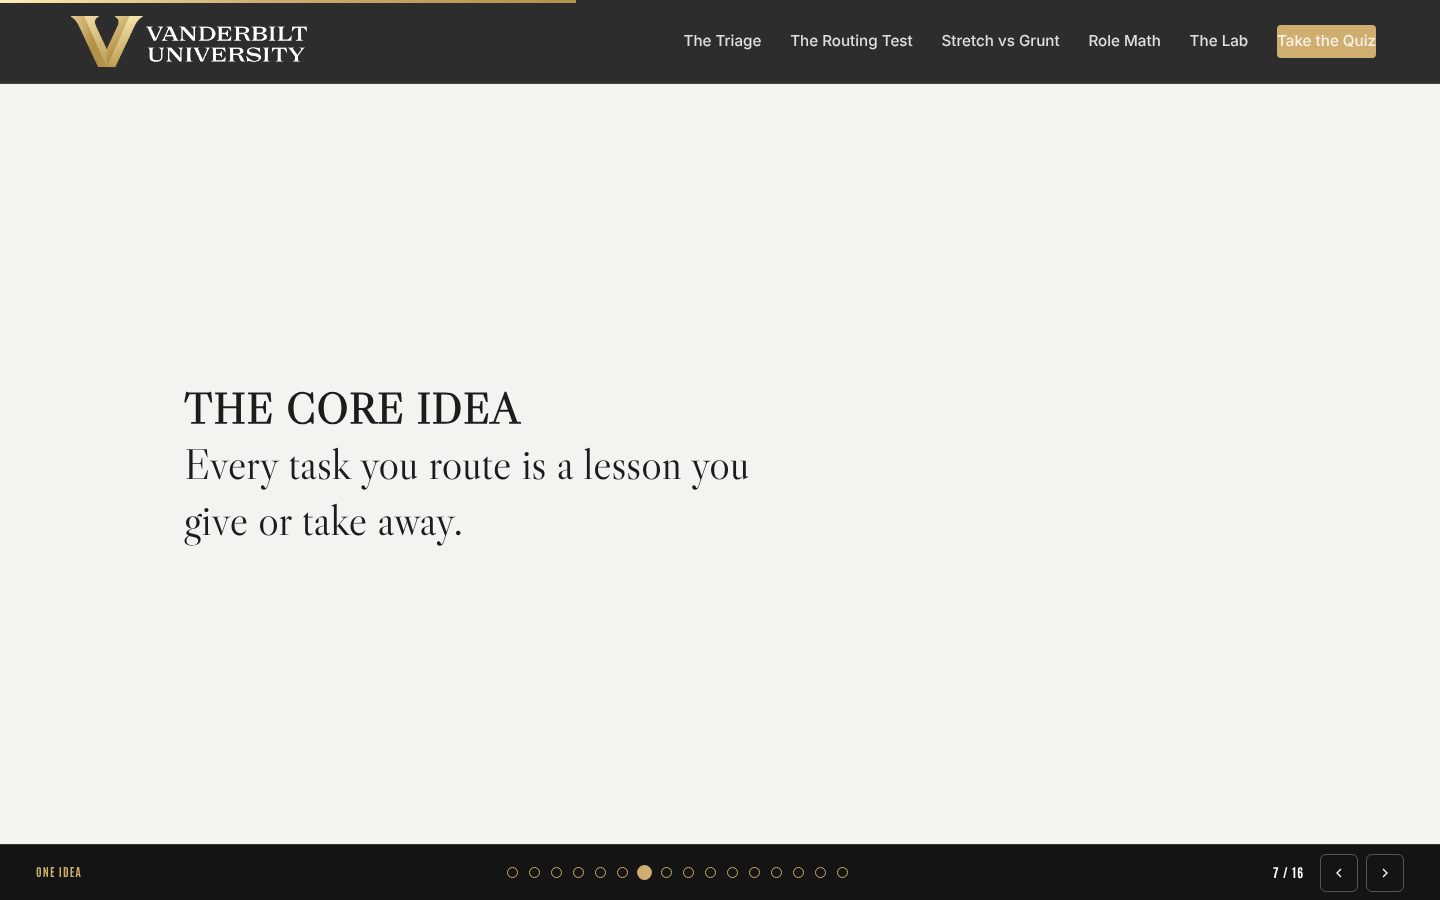 VANDERBILT
UNIVERSITY
The Triage
The Routing Test
Stretch vs Grunt
Role Math
The Lab
Take the Quiz
THE CORE IDEA
Every task you route is a lesson you
give or take away.
ONE IDEA
7 / 16